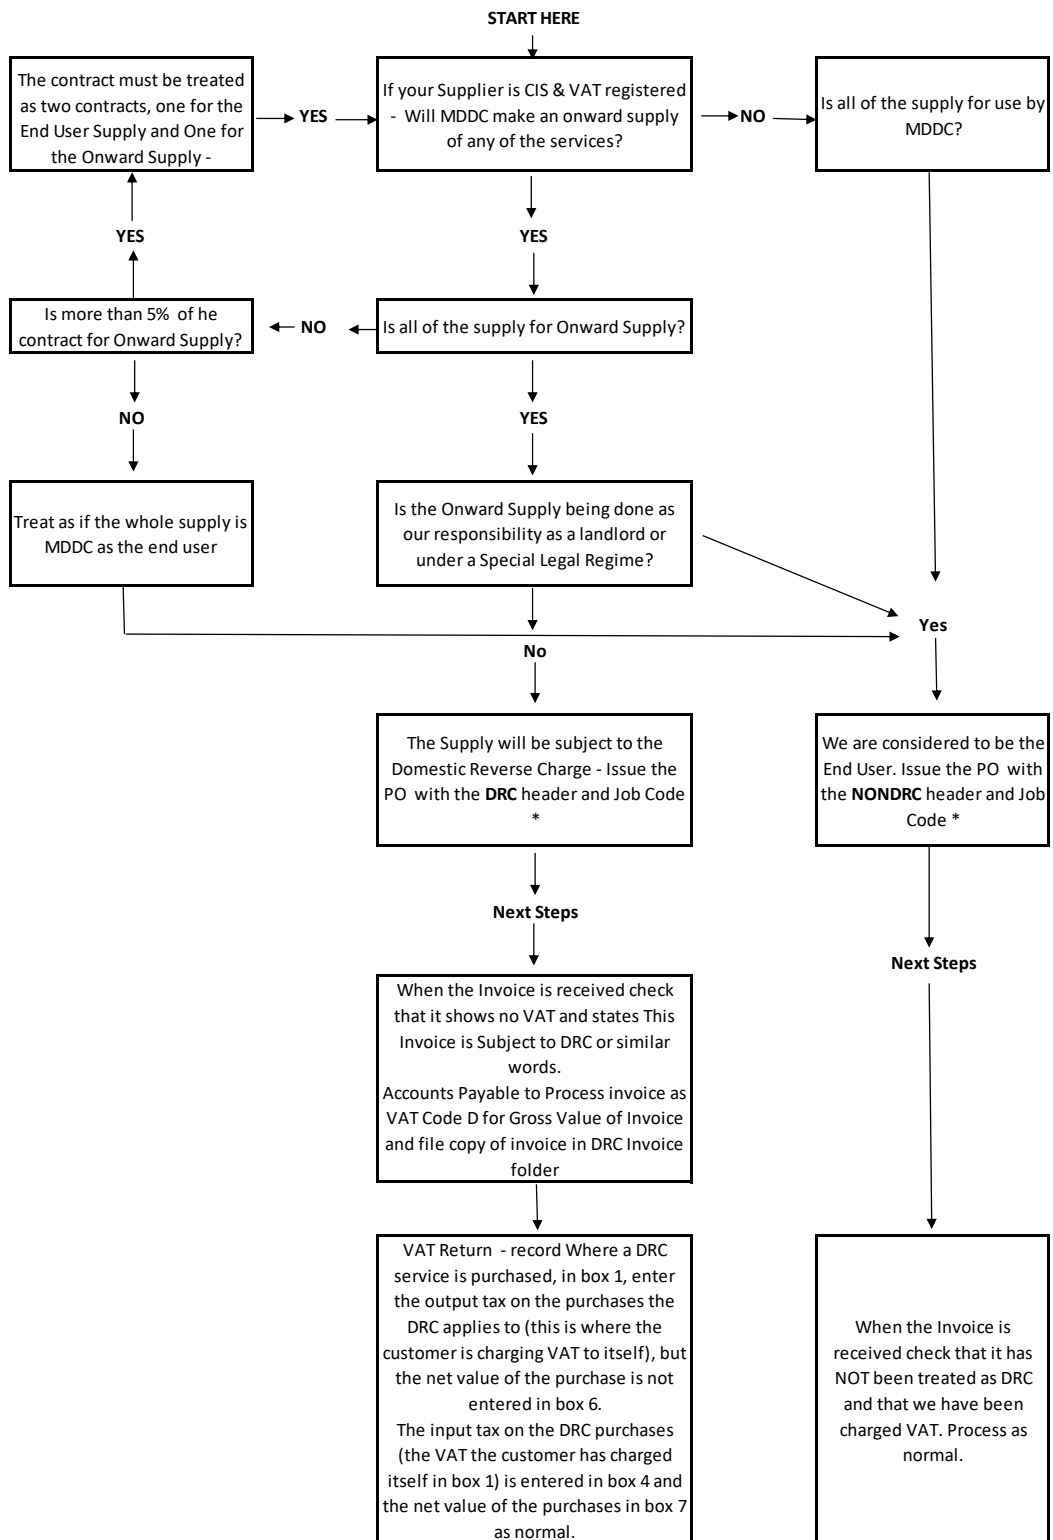 START HERE
The contract must be treated
as two contracts, one for the
End User Supply and One for
the Onward Supply -
YES
If your Supplier is CIS & VAT registered
- Will MDDC make an onward supply
of any of the services?
NO
Is all of the supply for use by
MDDC?
YES
YES
Is more than 5% of he
contract for Onward Supply?
NO
Is all of the supply for Onward Supply?
NO
YES
Treat as if the whole supply is
MDDC as the end user
Is the Onward Supply being done as
our responsibility as a landlord or
under a Special Legal Regime?
Yes
No
The Supply will be subject to the
Domestic Reverse Charge - Issue the
PO with the DRC header and Job Code
*
We are considered to be the
End User. Issue the PO with
the NONDRC header and Job
Code *
Next Steps
Next Steps
When the Invoice is received check
that it shows no VAT and states This
Invoice is Subject to DRC or similar
words.
Accounts Payable to Process invoice as
VAT Code D for Gross Value of Invoice
and file copy of invoice in DRC Invoice
folder
VAT Return - record Where a DRC
service is purchased, in box 1, enter
the output tax on the purchases the
DRC applies to (this is where the
customer is charging VAT to itself), but
the net value of the purchase is not
entered in box 6.
The input tax on the DRC purchases
(the VAT the customer has charged
itself in box 1) is entered in box 4 and
the net value of the purchases in box 7
as normal.
When the Invoice is
received check that it has
NOT been treated as DRC
and that we have been
charged VAT. Process as
normal.